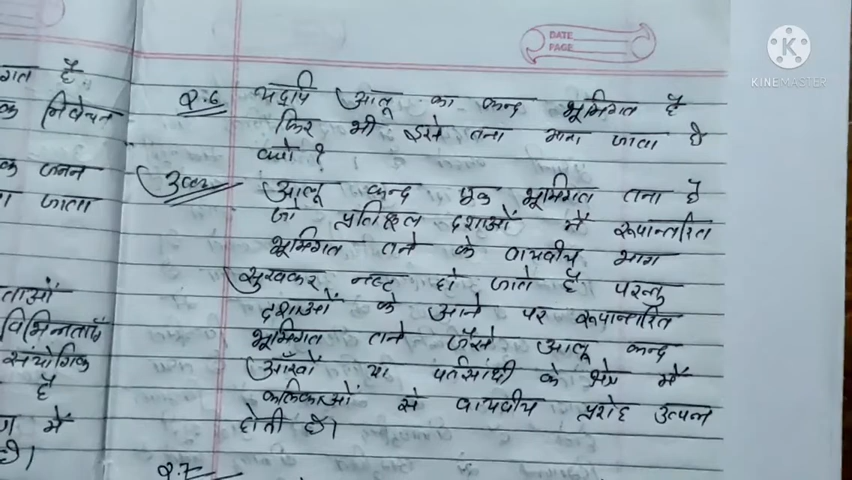 DATE
PAGE
KINEMASTER
गत है
क निवेचन
क जनन
ा जाता
ताओं
विभिन्नताएँ
संयोगिक
है
ज में
है।
Q.6 यद्यपि आलू का कन्द भूमिगत है
फिर भी इसे तना माना जाता है
क्यों ?
उत्तर आलू कन्द एक भूमिगत तना है
जो प्रतिकूल दशाओं में रूपान्तरित
भूमिगत तने के वायवीय भाग
सुखकर नष्ट हो जाते है परन्तु
दशाओं के आने पर रूपान्तरित
भूमिगत तने जैसे आलू कन्द
आँखों या पर्वसंधी के क्षेत्र में
कलिकाओं से वायवीय प्ररोह उत्पन्न
होती है।
Q.7